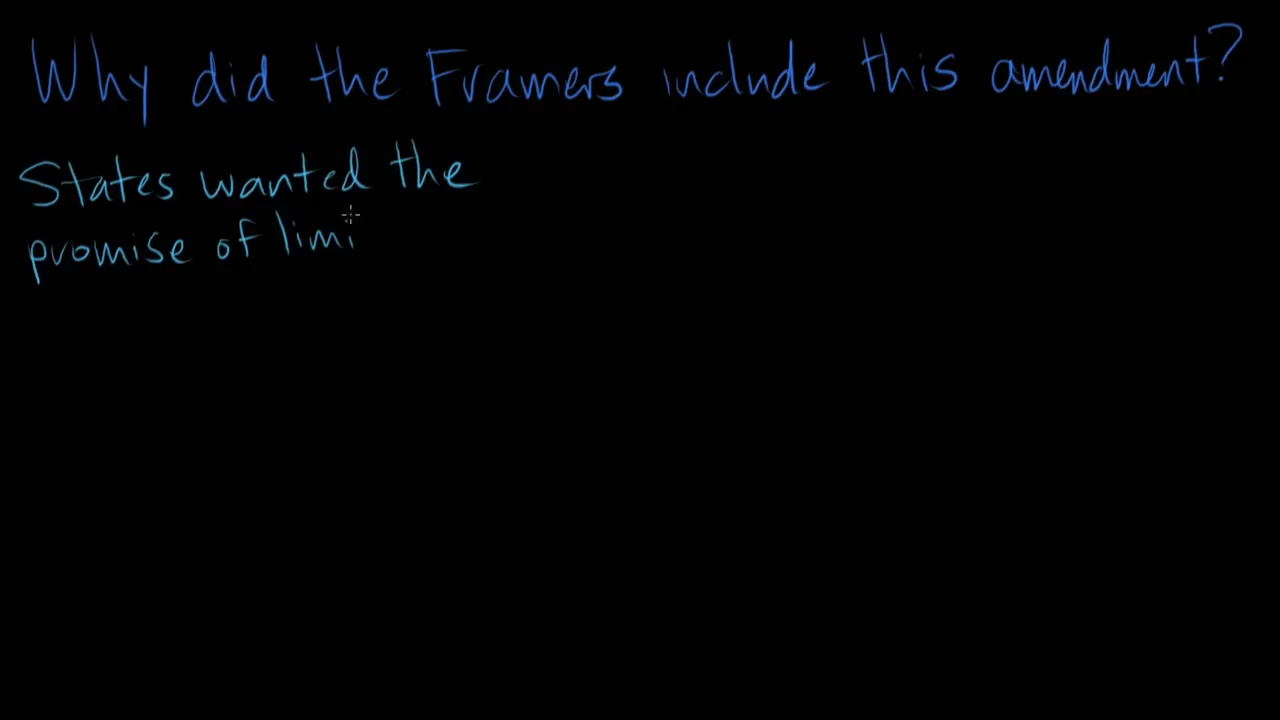 Why did the Framers include this amendment?
States wanted the
promise of limi